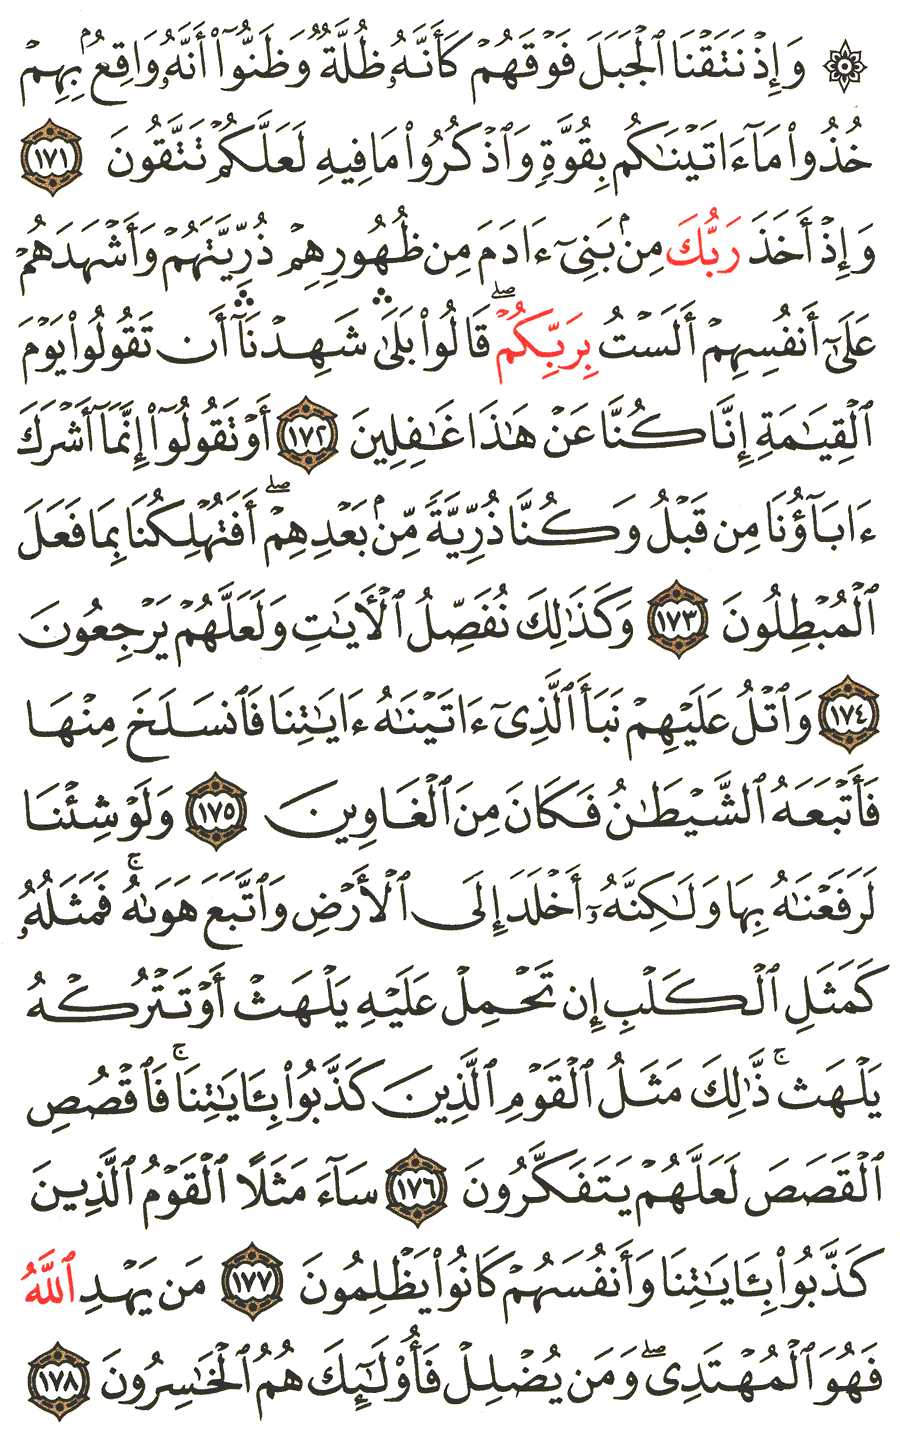 ۞ وَإِذْ نَتَقْنَا ٱلْجَبَلَ فَوْقَهُمْ كَأَنَّهُۥ ظُلَّةٌ وَظَنُّوٓا۟ أَنَّهُۥ وَاقِعٌۢ بِهِمْ
خُذُوا۟ مَآ ءَاتَيْنَٰكُم بِقُوَّةٍ وَٱذْكُرُوا۟ مَا فِيهِ لَعَلَّكُمْ تَتَّقُونَ ١٧١
وَإِذْ أَخَذَ رَبُّكَ مِنۢ بَنِىٓ ءَادَمَ مِن ظُهُورِهِمْ ذُرِّيَّتَهُمْ وَأَشْهَدَهُمْ
عَلَىٰٓ أَنفُسِهِمْ أَلَسْتُ بِرَبِّكُمْ ۖ قَالُوا۟ بَلَىٰ ۛ شَهِدْنَآ ۛ أَن تَقُولُوا۟ يَوْمَ
ٱلْقِيَٰمَةِ إِنَّا كُنَّا عَنْ هَٰذَا غَٰفِلِينَ ١٧٢ أَوْ تَقُولُوٓا۟ إِنَّمَآ أَشْرَكَ
ءَابَآؤُنَا مِن قَبْلُ وَكُنَّا ذُرِّيَّةً مِّنۢ بَعْدِهِمْ ۖ أَفَتُهْلِكُنَا بِمَا فَعَلَ
ٱلْمُبْطِلُونَ ١٧٣ وَكَذَٰلِكَ نُفَصِّلُ ٱلْءَايَٰتِ وَلَعَلَّهُمْ يَرْجِعُونَ
١٧٤ وَٱتْلُ عَلَيْهِمْ نَبَأَ ٱلَّذِىٓ ءَاتَيْنَٰهُ ءَايَٰتِنَا فَٱنسَلَخَ مِنْهَا
فَأَتْبَعَهُ ٱلشَّيْطَٰنُ فَكَانَ مِنَ ٱلْغَاوِينَ ١٧٥ وَلَوْ شِئْنَا
لَرَفَعْنَٰهُ بِهَا وَلَٰكِنَّهُۥٓ أَخْلَدَ إِلَى ٱلْأَرْضِ وَٱتَّبَعَ هَوَىٰهُ ۚ فَمَثَلُهُۥ
كَمَثَلِ ٱلْكَلْبِ إِن تَحْمِلْ عَلَيْهِ يَلْهَثْ أَوْ تَتْرُكْهُ
يَلْهَث ۚ ذَّٰلِكَ مَثَلُ ٱلْقَوْمِ ٱلَّذِينَ كَذَّبُوا۟ بِـَٔايَٰتِنَا ۚ فَٱقْصُصِ
ٱلْقَصَصَ لَعَلَّهُمْ يَتَفَكَّرُونَ ١٧٦ سَآءَ مَثَلًا ٱلْقَوْمُ ٱلَّذِينَ
كَذَّبُوا۟ بِـَٔايَٰتِنَا وَأَنفُسَهُمْ كَانُوا۟ يَظْلِمُونَ ١٧٧ مَن يَهْدِ ٱللَّهُ
فَهُوَ ٱلْمُهْتَدِى ۖ وَمَن يُضْلِلْ فَأُو۟لَٰٓئِكَ هُمُ ٱلْخَٰسِرُونَ ١٧٨